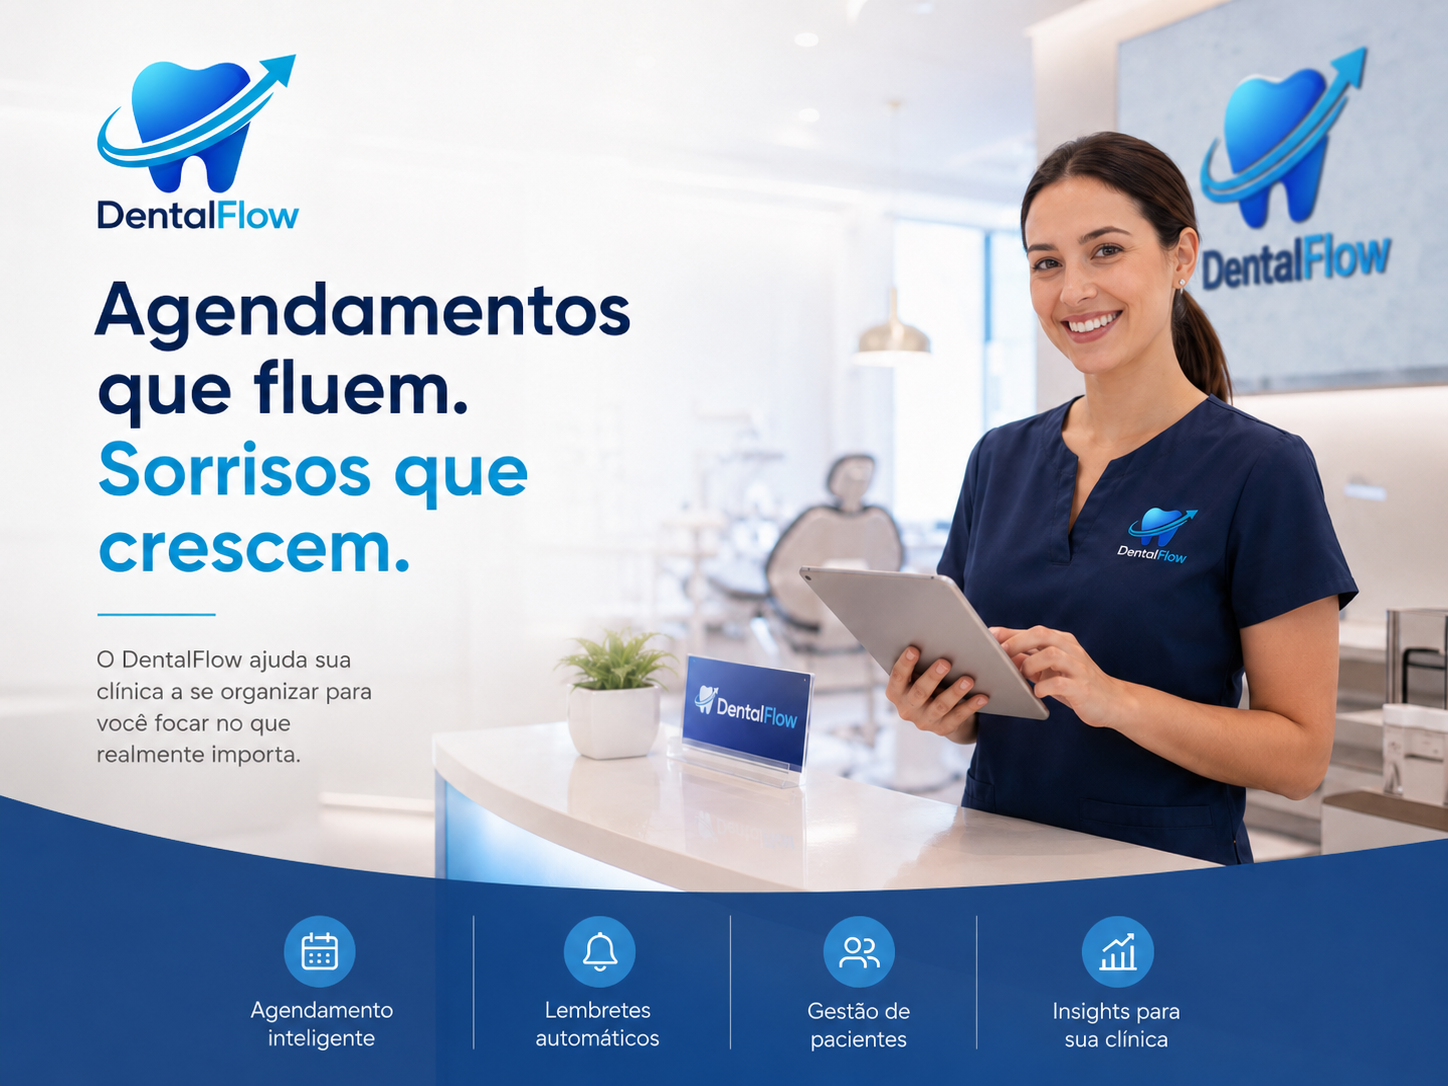 DentalFlow
Agendamentos
que fluem.
Sorrisos que
crescem.
O DentalFlow ajuda sua
clínica a se organizar para
você focar no que
realmente importa.
DentalFlow
DentalFlow
DentalFlow
Agendamento
inteligente
Lembretes
automáticos
Gestão de
pacientes
Insights para
sua clínica